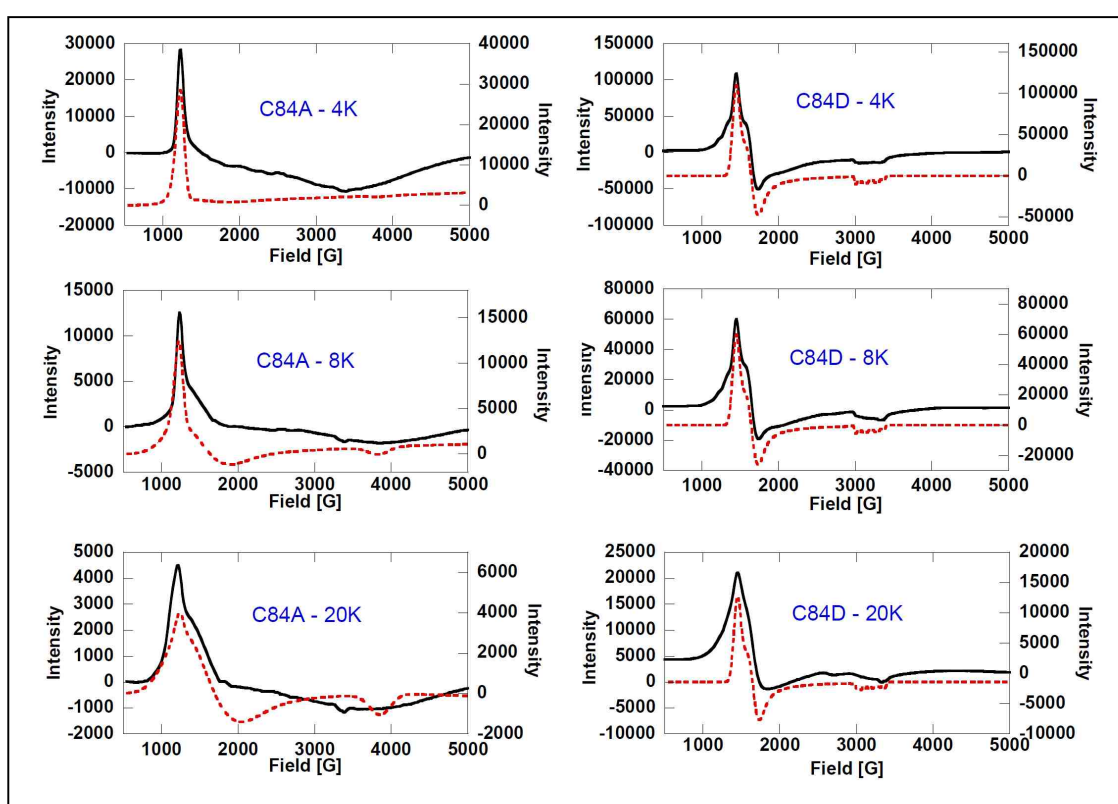 Intensity
30000
20000
10000
0
-10000
-20000
C84A - 4K
40000
30000
20000
10000
0
Intensity
1000 2000 3000 4000 5000
Field [G]
Intensity
150000
100000
50000
0
-50000
-100000
C84D - 4K
150000
100000
50000
0
-50000
Intensity
1000 2000 3000 4000 5000
Field [G]
Intensity
15000
10000
5000
0
-5000
C84A - 8K
15000
10000
5000
0
Intensity
1000 2000 3000 4000 5000
Field [G]
Intensity
80000
60000
40000
20000
0
-20000
-40000
C84D - 8K
80000
60000
40000
20000
0
-20000
Intensity
1000 2000 3000 4000 5000
Field [G]
Intensity
5000
4000
3000
2000
1000
0
-1000
-2000
C84A - 20K
6000
4000
2000
0
-2000
Intensity
1000 2000 3000 4000 5000
Field [G]
Intensity
25000
20000
15000
10000
5000
0
-5000
-10000
C84D - 20K
20000
15000
10000
5000
0
-5000
-10000
Intensity
1000 2000 3000 4000 5000
Field [G]